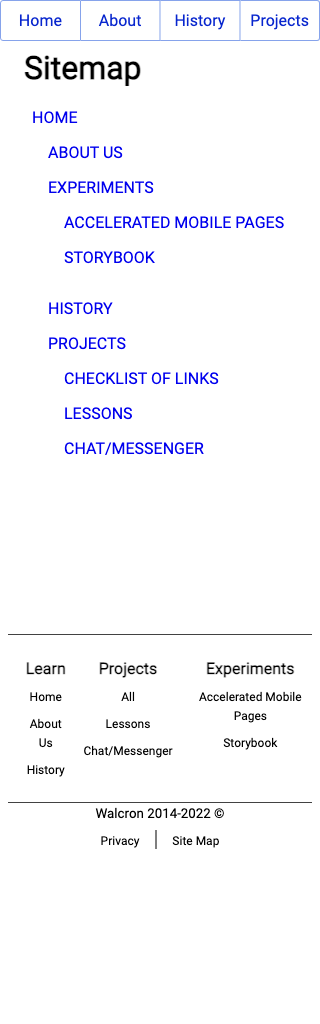 Home About History Projects
Sitemap
HOME
ABOUT US
EXPERIMENTS
ACCELERATED MOBILE PAGES
STORYBOOK
HISTORY
PROJECTS
CHECKLIST OF LINKS
LESSONS
CHAT/MESSENGER
Learn
Home
About
Us
History
Projects
All
Lessons
Chat/Messenger
Experiments
Accelerated Mobile
Pages
Storybook
Walcron 2014-2022 ©
Privacy Site Map